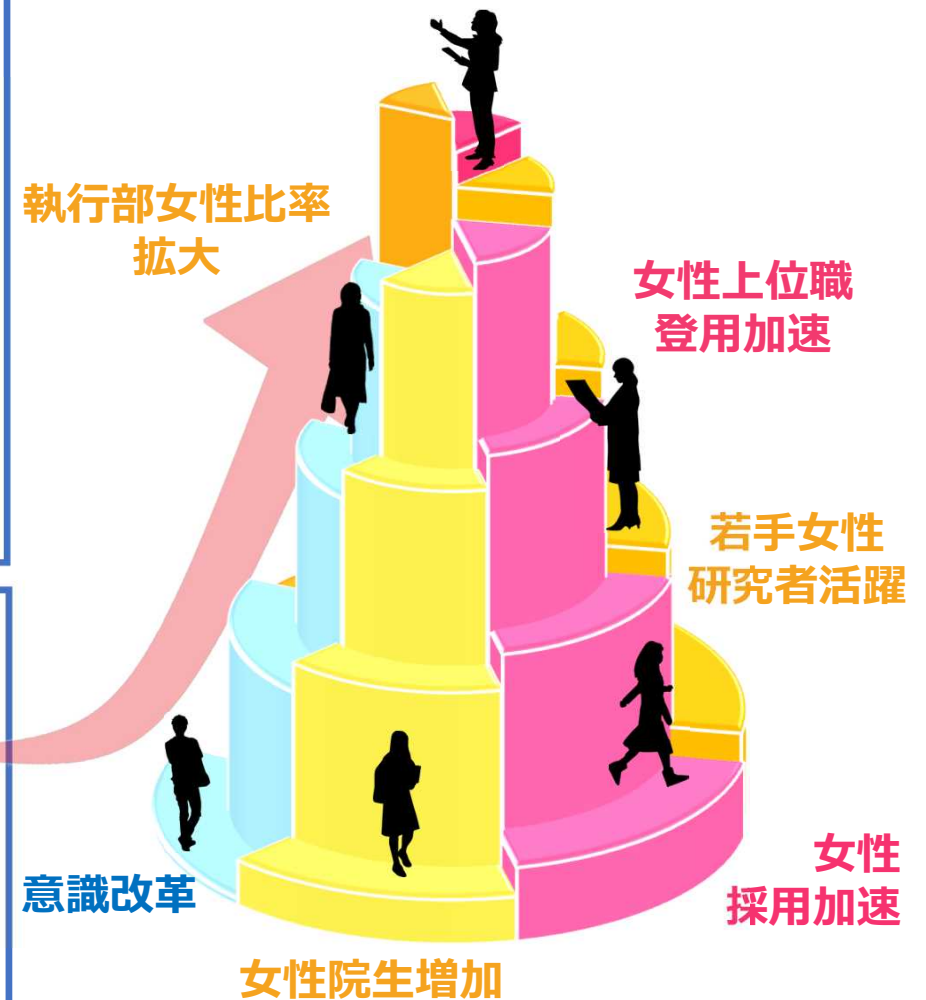 執行部女性比率
拡大
女性上位職
登用加速
若手女性
研究者活躍
女性
採用加速
意識改革
女性院生増加